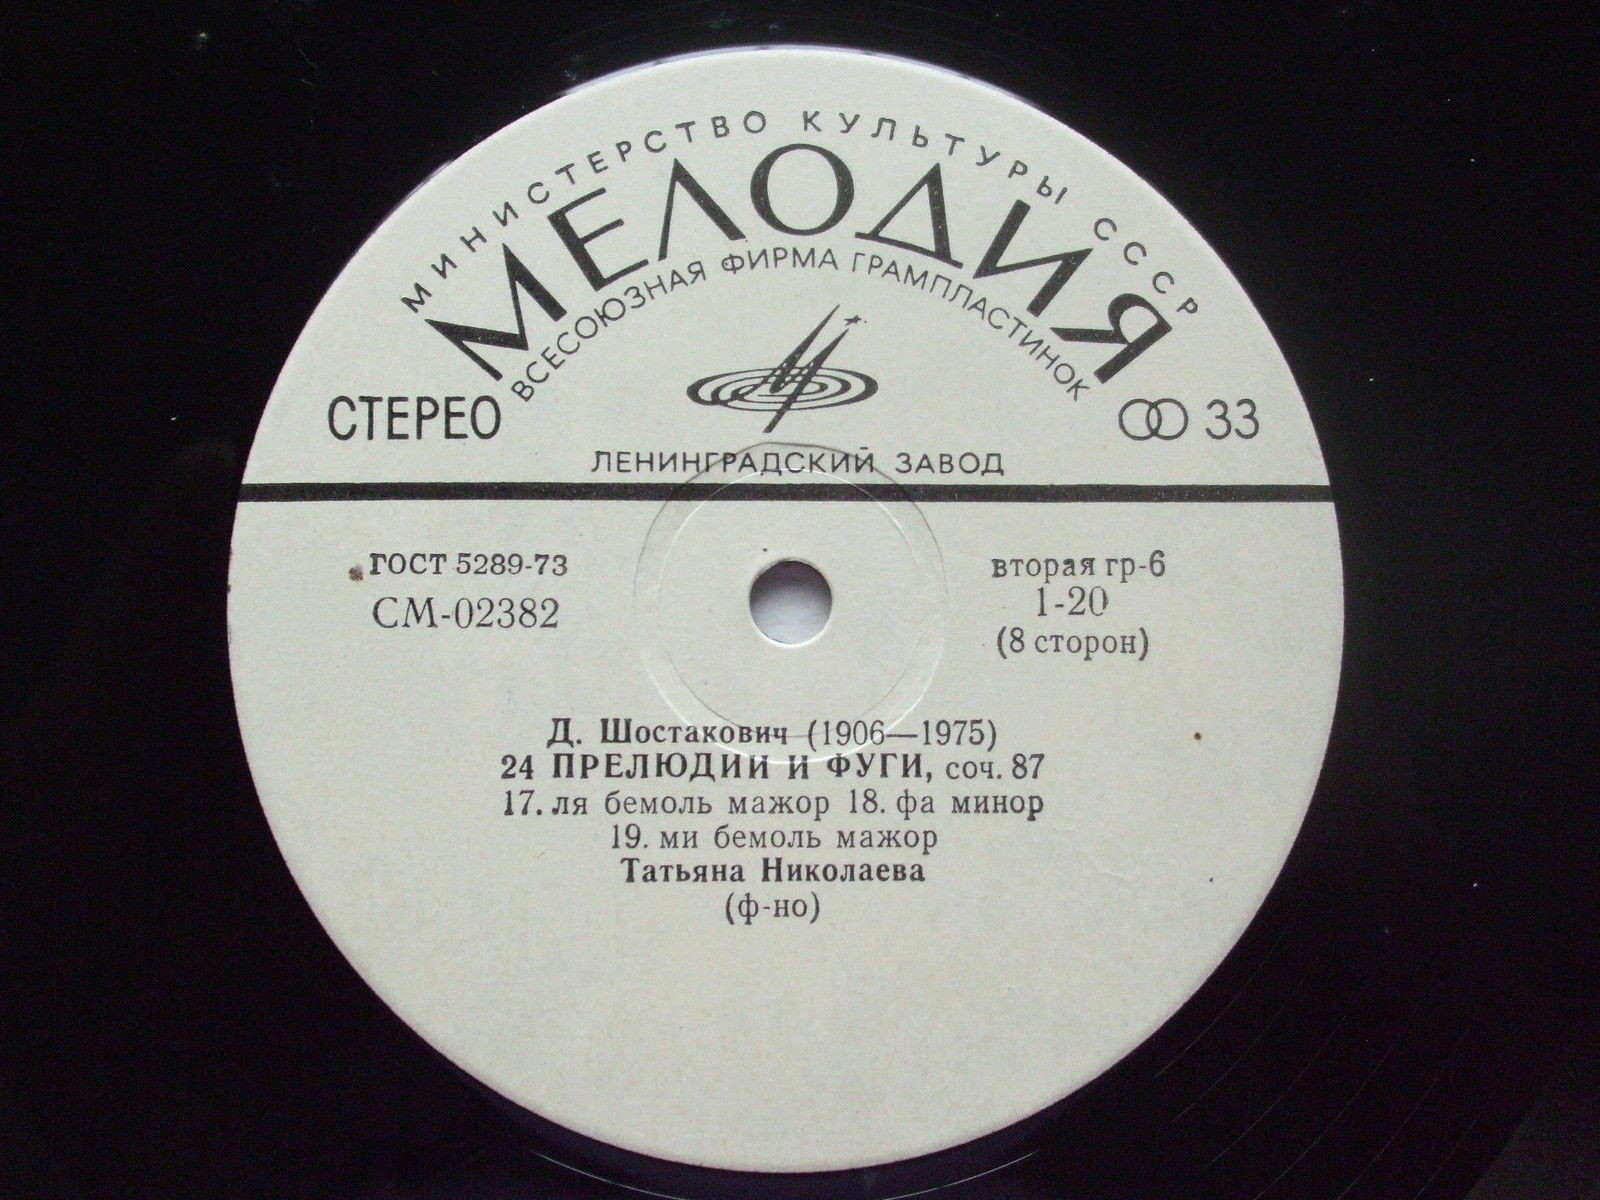 МИНИСТЕРСТВО КУЛЬТУРЫ СССР
МЕЛОДИЯ
ВСЕСОЮЗНАЯ ФИРМА ГРАМПЛАСТИНОК
СТЕРЕО
33
ЛЕНИНГРАДСКИЙ ЗАВОД
ГОСТ 5289-73
СМ-02382
вторая гр-6
1-20
(8 сторон)
Д. Шостакович (1906—1975)
24 ПРЕЛЮДИИ И ФУГИ, соч. 87
17. ля бемоль мажор 18. фа минор
19. ми бемоль мажор
Татьяна Николаева
(ф-но)